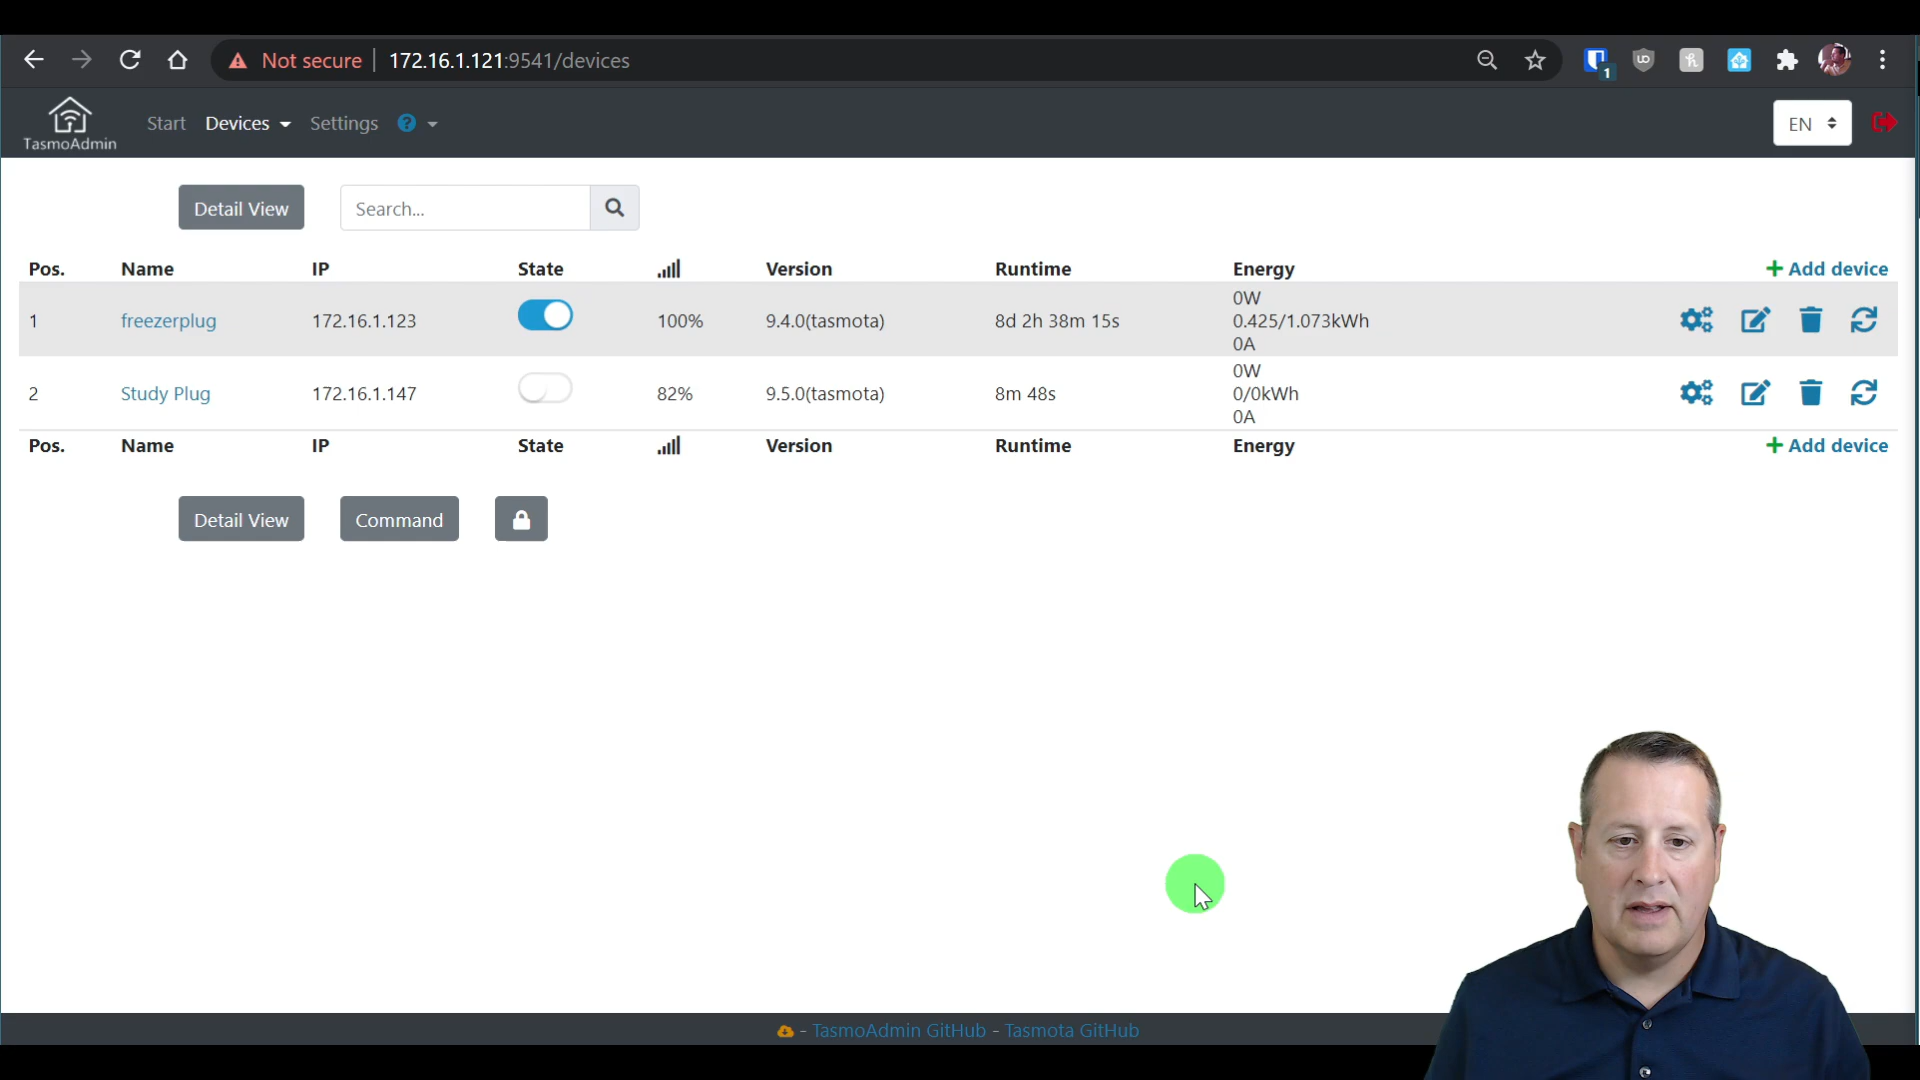 Not secure 172.16.1.121:9541/devices
1
TasmoAdmin
Start Devices Settings ? EN
Detail View Search...
Pos. Name IP State Version Runtime Energy + Add device
1 freezerplug 172.16.1.123 100% 9.4.0(tasmota) 8d 2h 38m 15s 0W
0.425/1.073kWh
0A
2 Study Plug 172.16.1.147 82% 9.5.0(tasmota) 8m 48s 0W
0/0kWh
0A
Pos. Name IP State Version Runtime Energy + Add device
Detail View Command
- TasmoAdmin GitHub - Tasmota GitHub